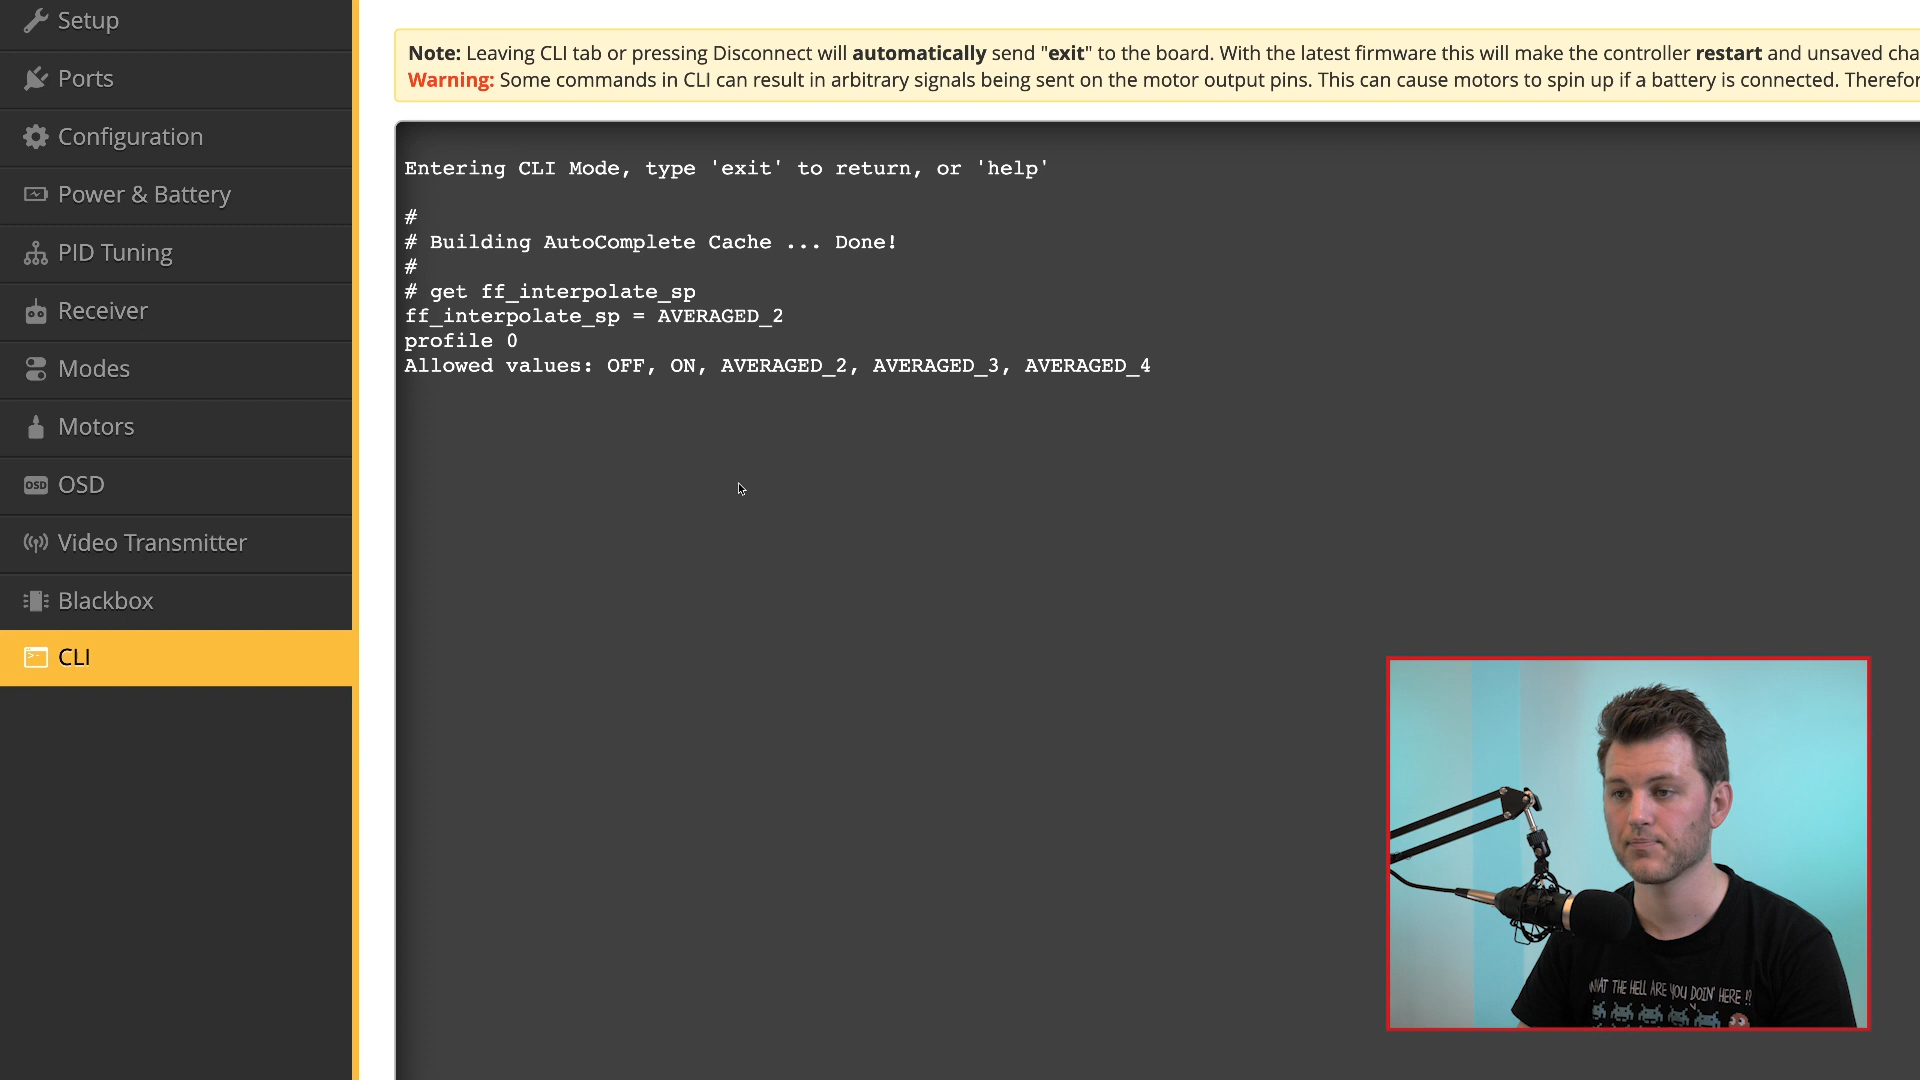 Setup
Ports
Configuration
Power & Battery
PID Tuning
Receiver
Modes
Motors
OSD
OSD
Video Transmitter
Blackbox
CLI
Note: Leaving CLI tab or pressing Disconnect will automatically send "exit" to the board. With the latest firmware this will make the controller restart and unsaved cha
Warning: Some commands in CLI can result in arbitrary signals being sent on the motor output pins. This can cause motors to spin up if a battery is connected. Therefor
Entering CLI Mode, type 'exit' to return, or 'help'
#
# Building AutoComplete Cache ... Done!
#
# get ff_interpolate_sp
ff_interpolate_sp = AVERAGED_2
profile 0
Allowed values: OFF, ON, AVERAGED_2, AVERAGED_3, AVERAGED_4
WHAT THE HELL ARE YOU DOIN' HERE !?